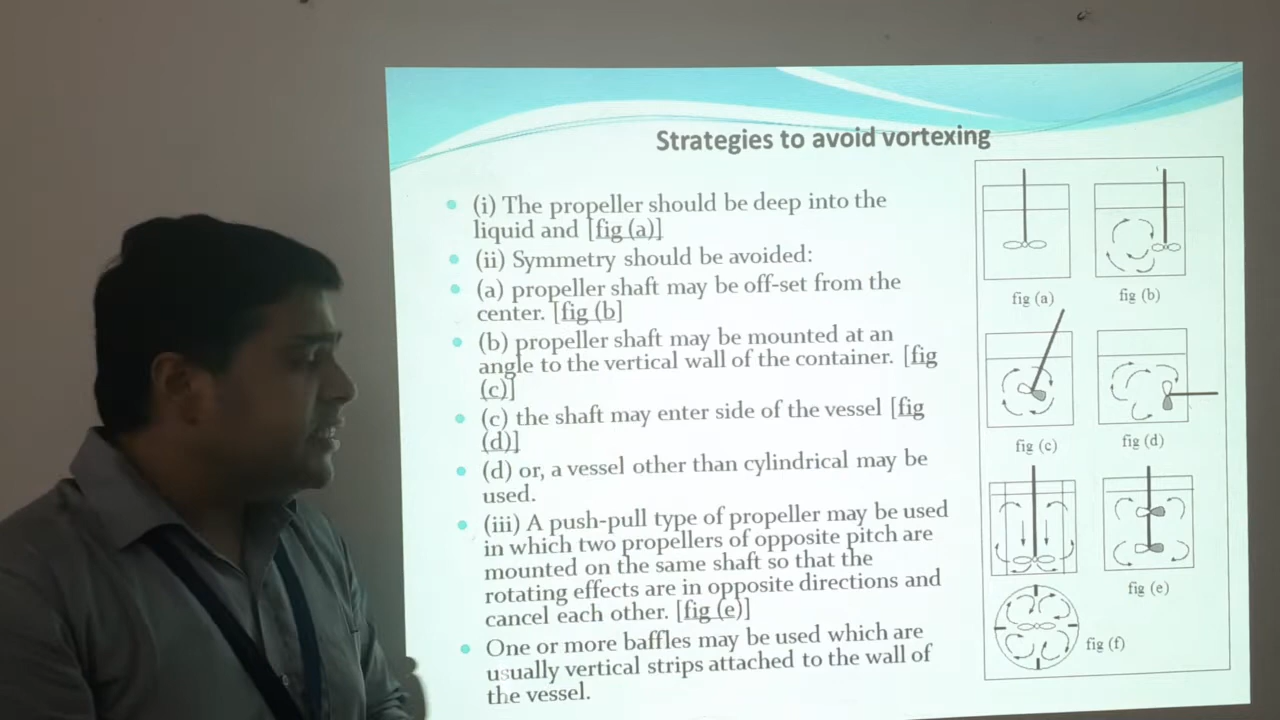 Strategies to avoid vortexing
(i) The propeller should be deep into the
liquid and [fig (a)]
(ii) Symmetry should be avoided:
(a) propeller shaft may be off-set from the
center. [fig (b]
(b) propeller shaft may be mounted at an
angle to the vertical wall of the container. [fig
(c)]
(c) the shaft may enter side of the vessel [fig
(d)]
(d) or, a vessel other than cylindrical may be
used.
(iii) A push-pull type of propeller may be used
in which two propellers of opposite pitch are
mounted on the same shaft so that the
rotating effects are in opposite directions and
cancel each other. [fig (e)]
One or more baffles may be used which are
usually vertical strips attached to the wall of
the vessel.
fig (a)
fig (b)
fig (c)
fig (d)
fig (e)
fig (f)